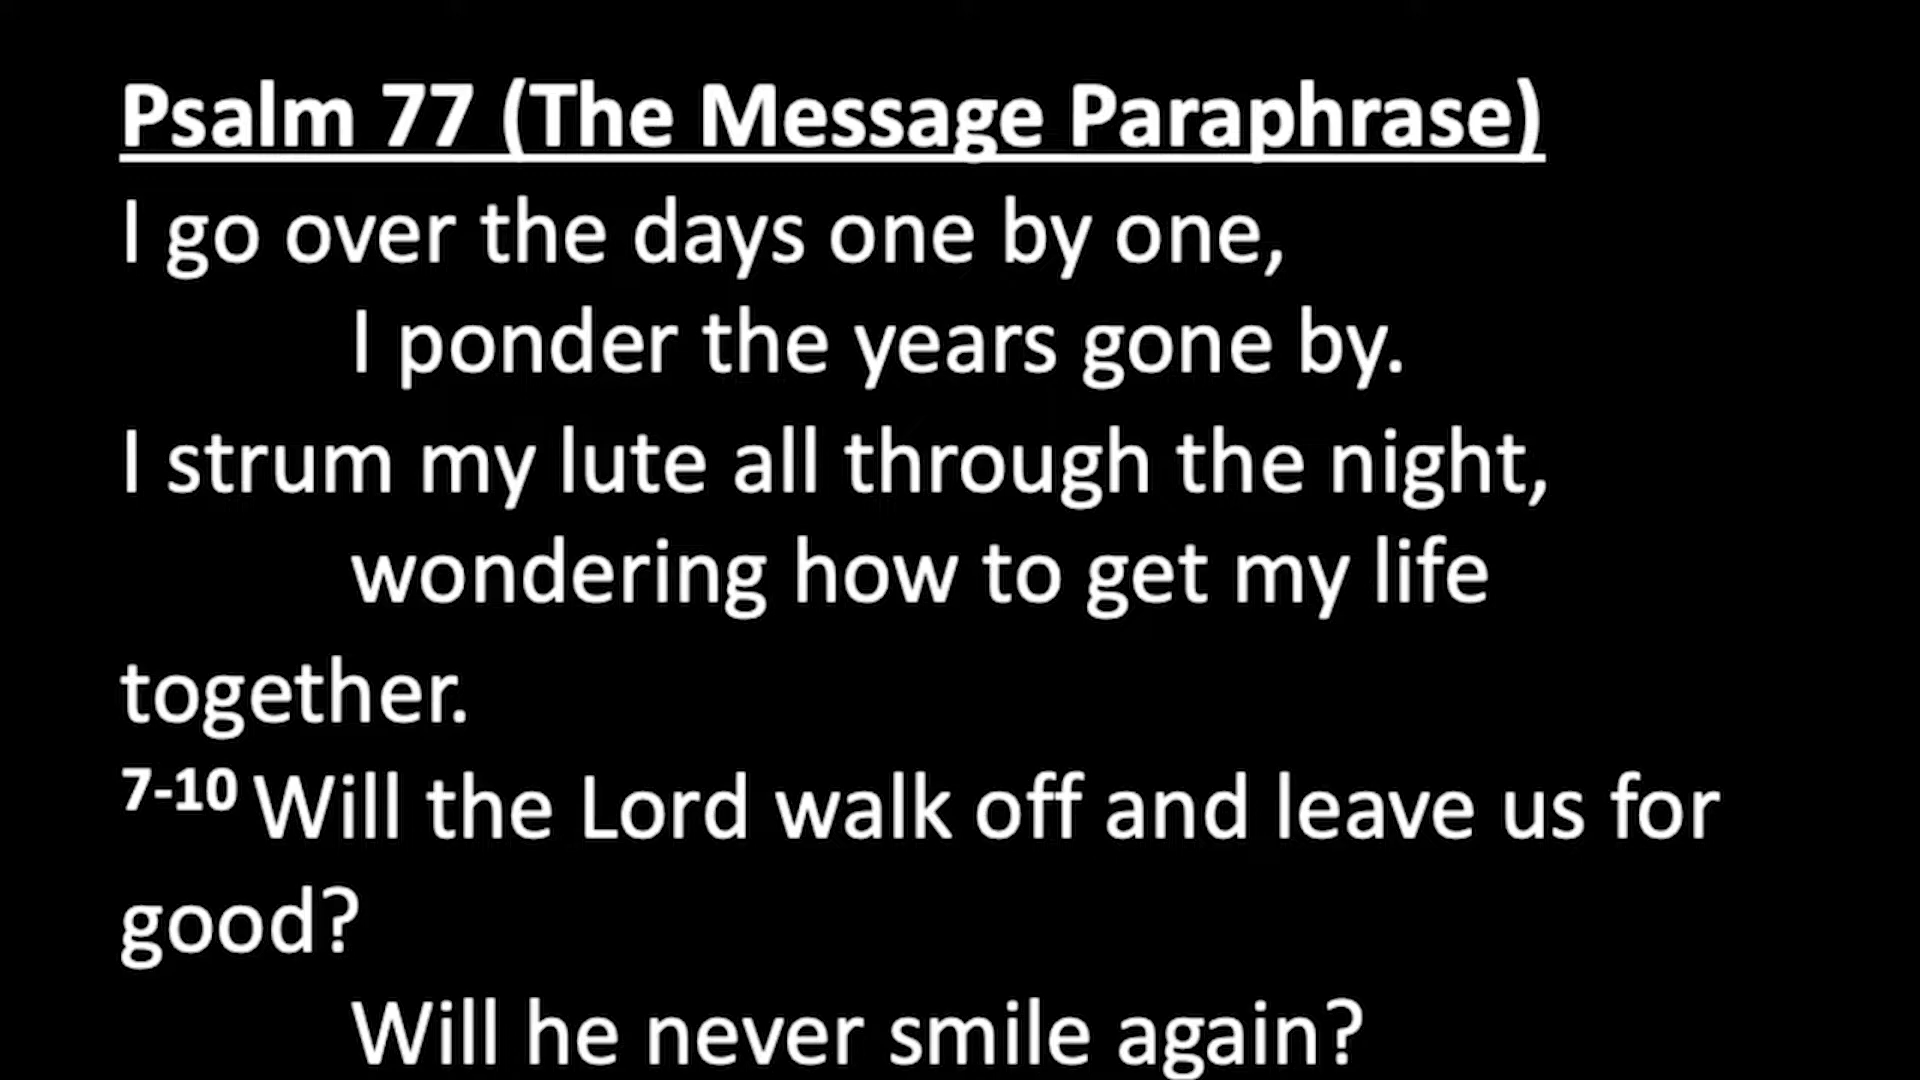 Psalm 77 (The Message Paraphrase)
I go over the days one by one,
I ponder the years gone by.
I strum my lute all through the night,
wondering how to get my life
together.
7-10 Will the Lord walk off and leave us for
good?
Will he never smile again?